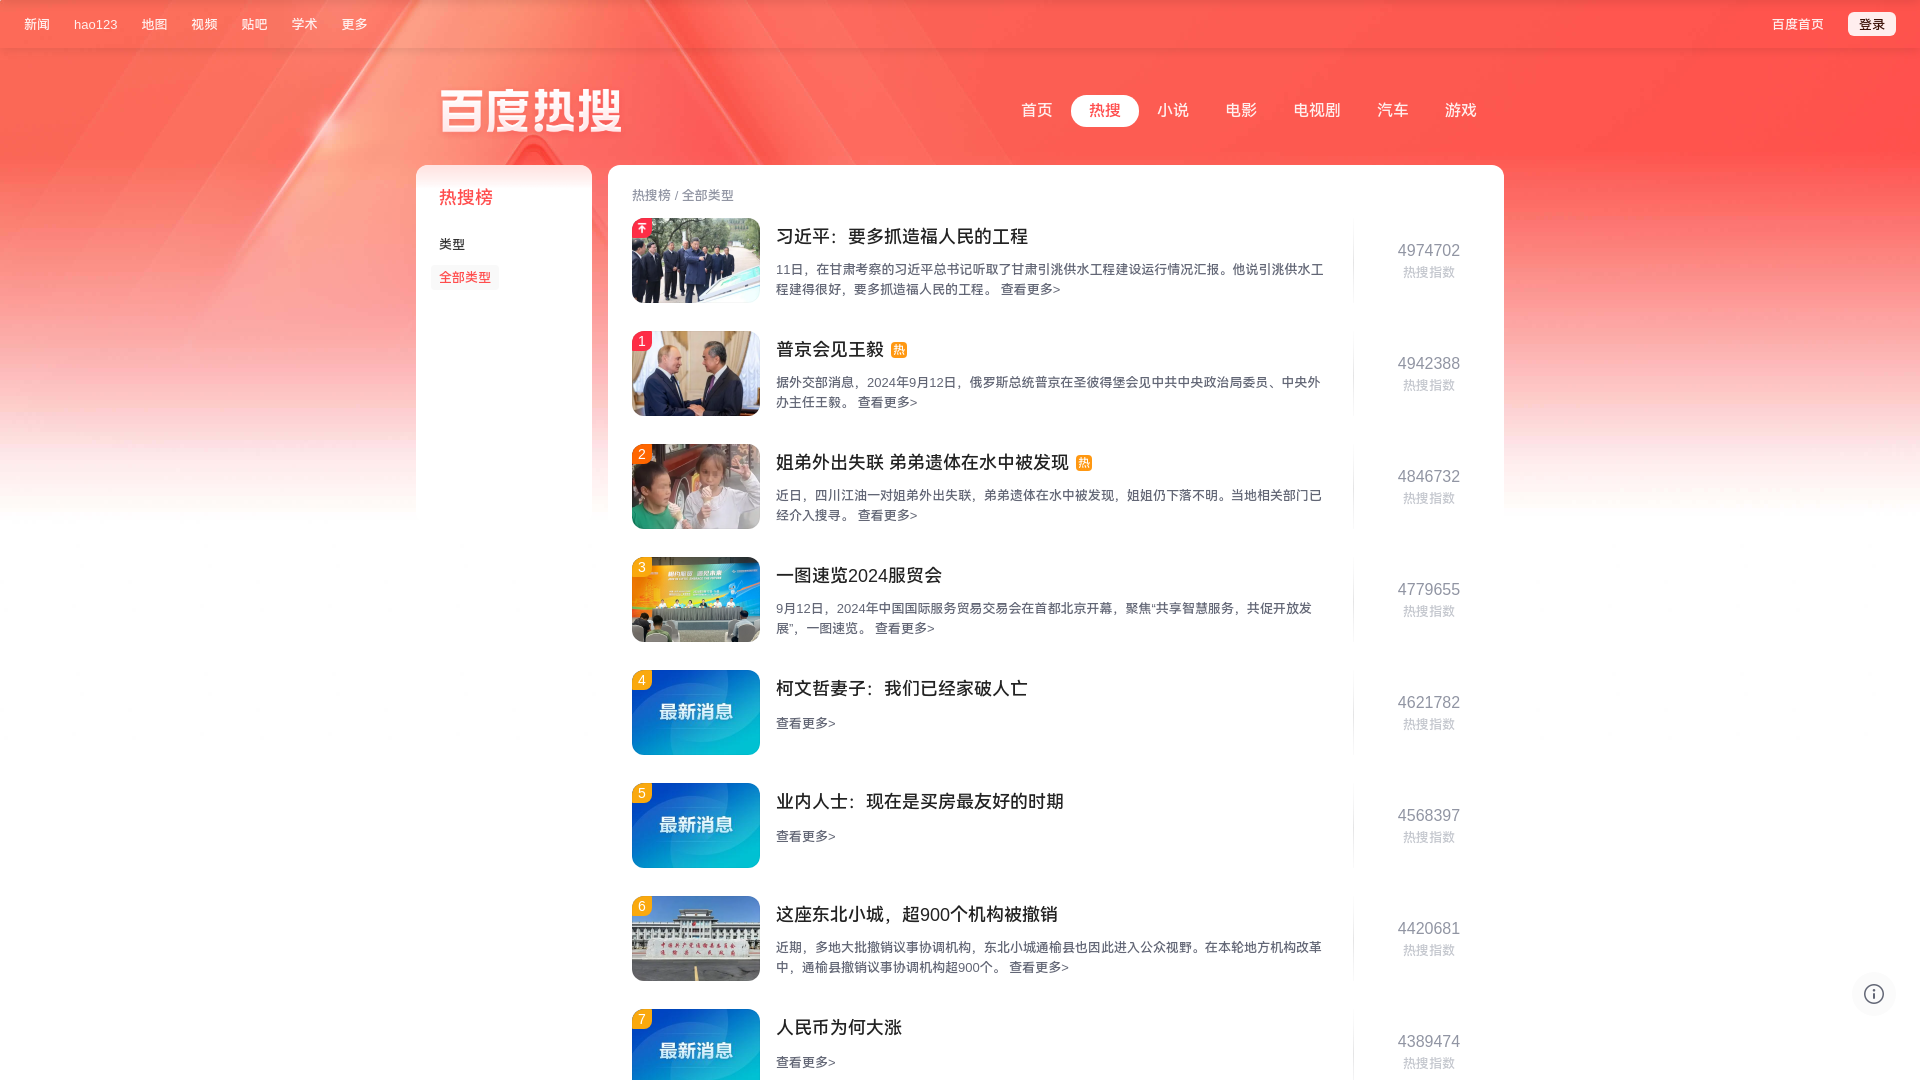 新闻 hao123 地图 视频 贴吧 学术 更多 百度首页 登录
百度热搜
首页 热搜 小说 电影 电视剧 汽车 游戏
热搜榜
类型
全部类型
热搜榜 / 全部类型
习近平：要多抓造福人民的工程
11日，在甘肃考察的习近平总书记听取了甘肃引洮供水工程建设运行情况汇报。他说引洮供水工
程建得很好，要多抓造福人民的工程。 查看更多>
4974702
热搜指数
1
普京会见王毅 热
据外交部消息，2024年9月12日，俄罗斯总统普京在圣彼得堡会见中共中央政治局委员、中央外
办主任王毅。 查看更多>
4942388
热搜指数
2
姐弟外出失联 弟弟遗体在水中被发现 热
近日，四川江油一对姐弟外出失联，弟弟遗体在水中被发现，姐姐仍下落不明。当地相关部门已
经介入搜寻。 查看更多>
4846732
热搜指数
3
一图速览2024服贸会
9月12日，2024年中国国际服务贸易交易会在首都北京开幕，聚焦“共享智慧服务，共促开放发
展”，一图速览。 查看更多>
4779655
热搜指数
4
最新消息
柯文哲妻子：我们已经家破人亡
查看更多>
4621782
热搜指数
5
最新消息
业内人士：现在是买房最友好的时期
查看更多>
4568397
热搜指数
6
这座东北小城，超900个机构被撤销
近期，多地大批撤销议事协调机构，东北小城通榆县也因此进入公众视野。在本轮地方机构改革
中，通榆县撤销议事协调机构超900个。 查看更多>
4420681
热搜指数
7
最新消息
人民币为何大涨
查看更多>
4389474
热搜指数